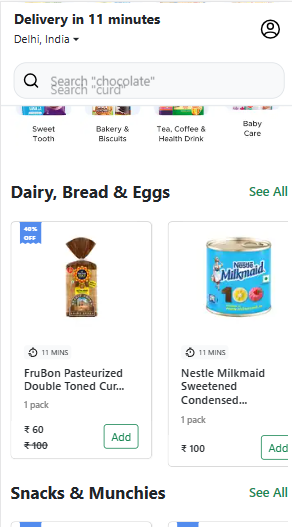 Delivery in 11 minutes
Delhi, India
Search "chocolate"
Search "curd"
Sweet
Tooth
Bakery &
Biscuits
Tea, Coffee &
Health Drink
Baby
Care
Dairy, Bread & Eggs
See All
40%
OFF
Nestlé
Milkmaid
11 MINS
11 MINS
FruBon Pasteurized
Double Toned Cur...
Nestle Milkmaid
Sweetened
Condensed...
1 pack
1 pack
₹ 60
₹ 100
Add
₹ 100
Add
Snacks & Munchies
See All